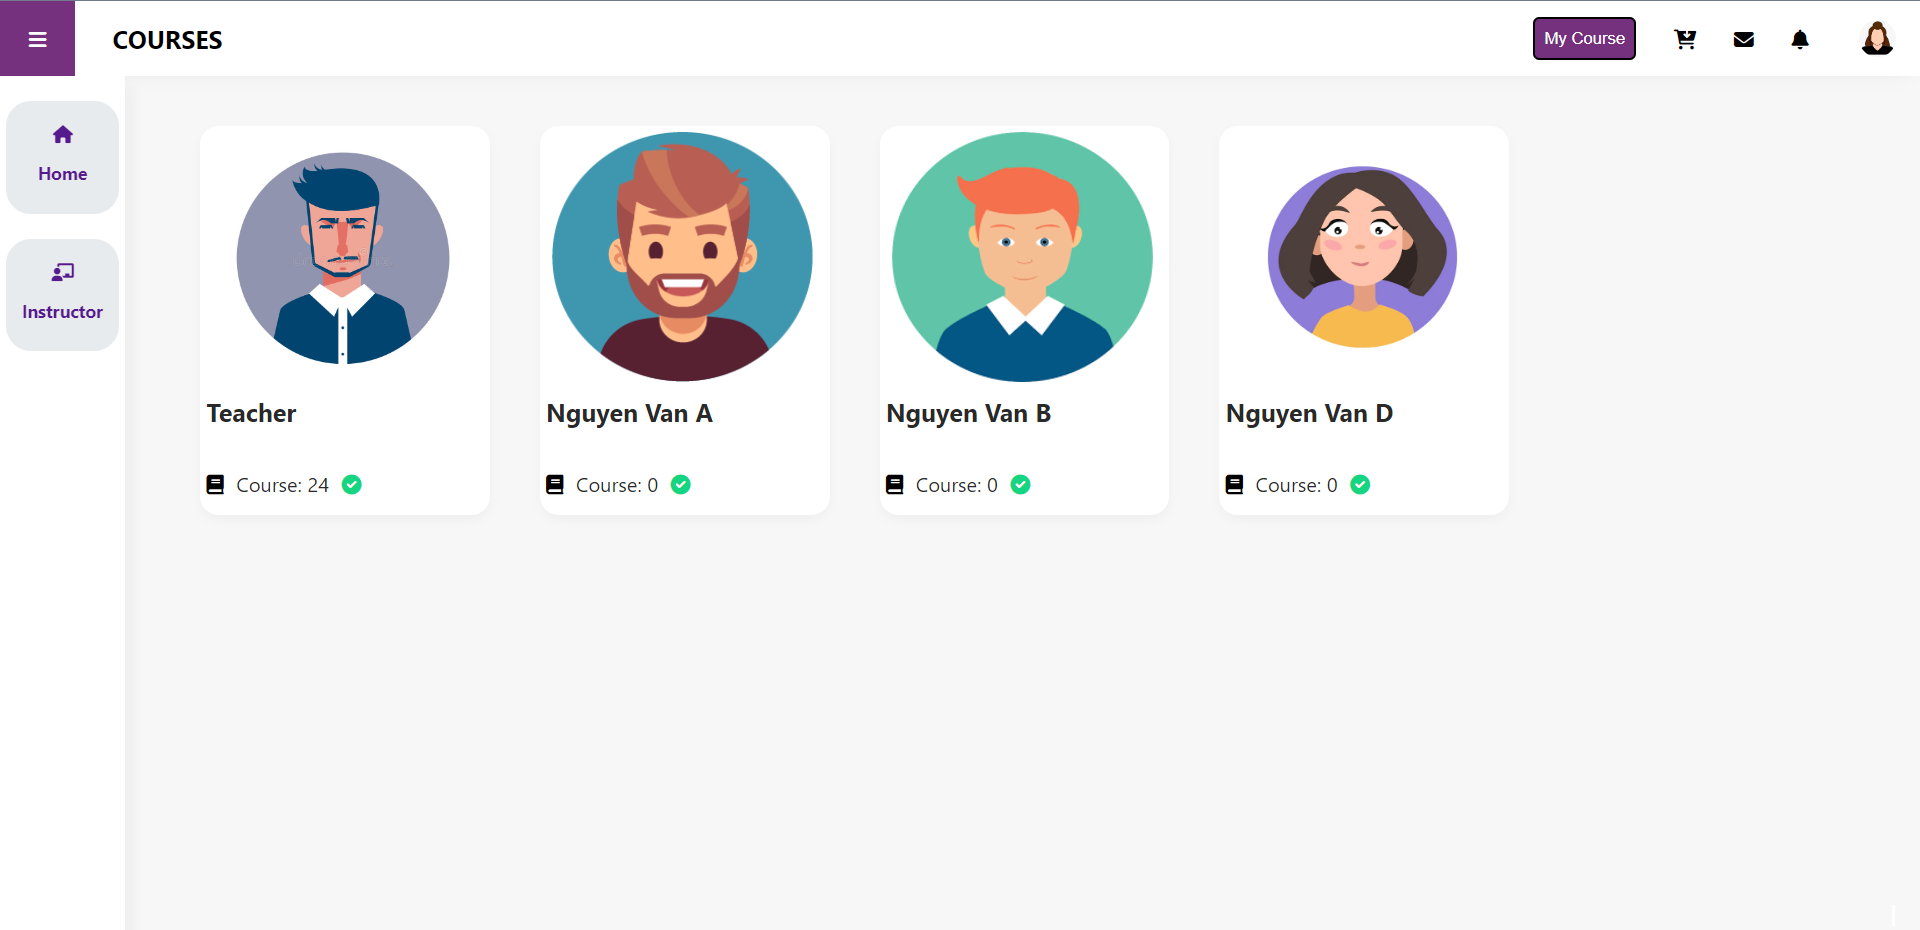 COURSES
My Course
Home
Instructor
Teacher
Course: 24
Nguyen Van A
Course: 0
Nguyen Van B
Course: 0
Nguyen Van D
Course: 0